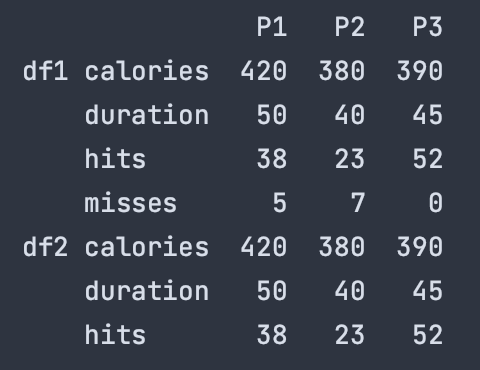 P1 P2 P3
df1 calories 420 380 390
duration 50 40 45
hits 38 23 52
misses 5 7 0
df2 calories 420 380 390
duration 50 40 45
hits 38 23 52